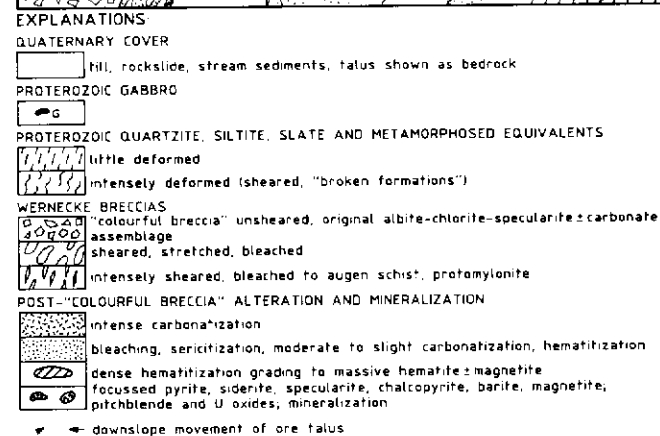 EXPLANATIONS
QUATERNARY COVER
till, rockslide, stream sediments, talus shown as bedrock
PROTEROZOIC GABBRO
G
PROTEROZOIC QUARTZITE, SILTITE, SLATE AND METAMORPHOSED EQUIVALENTS
little deformed
intensely deformed (sheared, "broken formations")
WERNECKE BRECCIAS
"colourful breccia" unsheared, original albite-chlorite-specularite ± carbonate
assemblage
sheared, stretched, bleached
intensely sheared, bleached to augen schist, protomylonite
POST-"COLOURFUL BRECCIA" ALTERATION AND MINERALIZATION
intense carbonatization
bleaching, sericitization, moderate to slight carbonatization, hematitization
dense hematitization grading to massive hematite ± magnetite
focussed pyrite, siderite, specularite, chalcopyrite, barite, magnetite;
pitchblende and U oxides; mineralization
downslope movement of ore talus